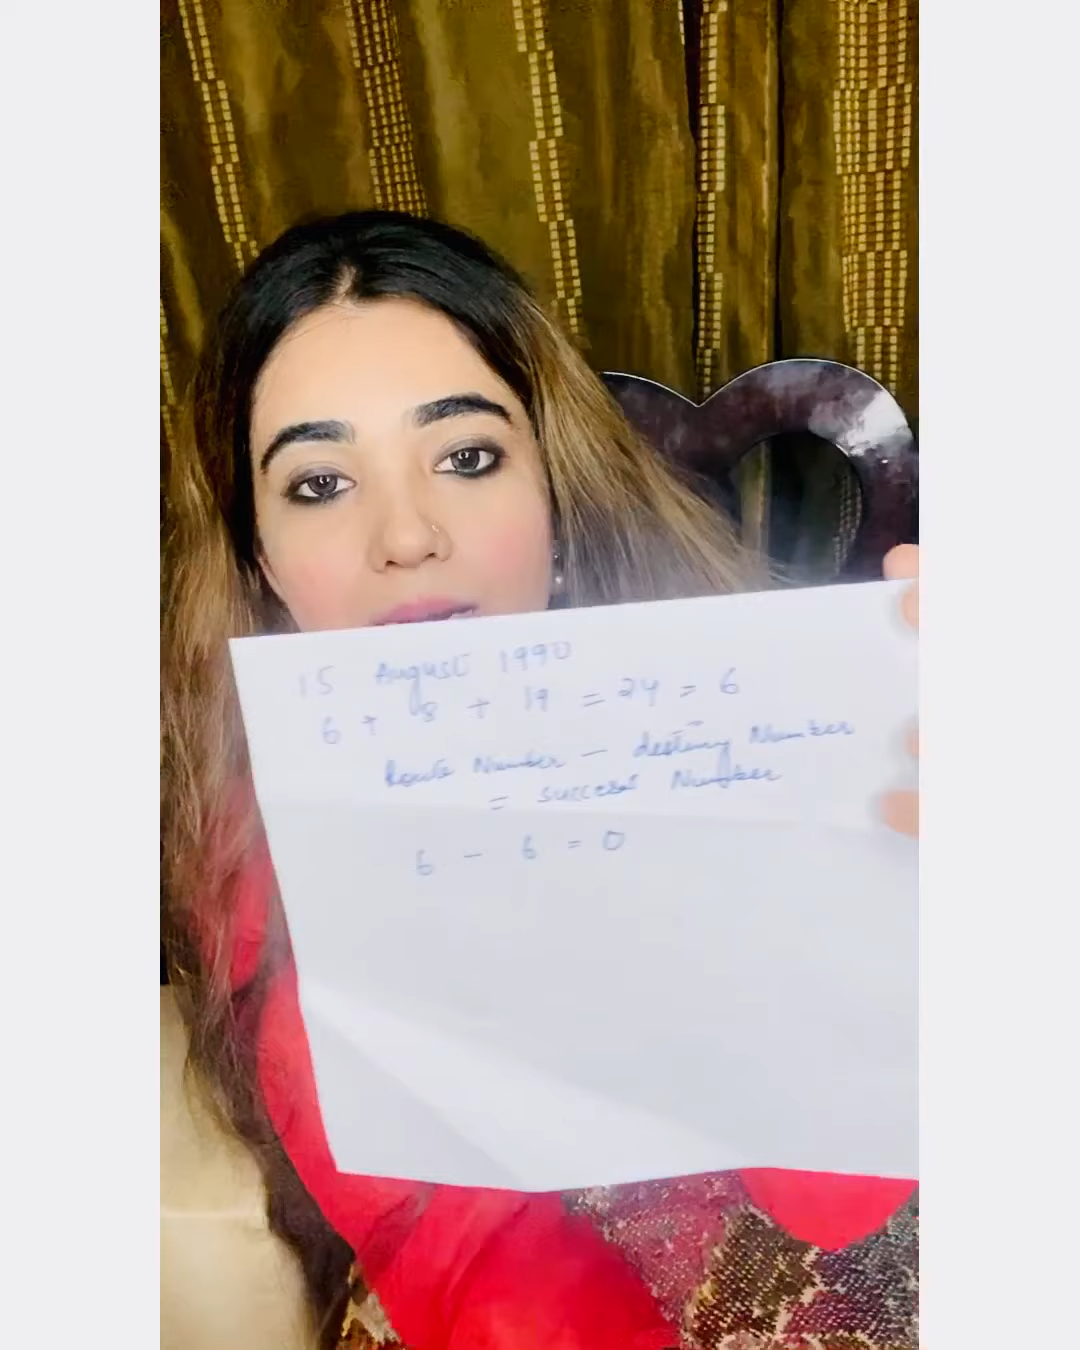 15 August 1990
6 + 8 + 19 = 24 = 6
Route Number — destiny Number
= success Number
6 — 6 = 0